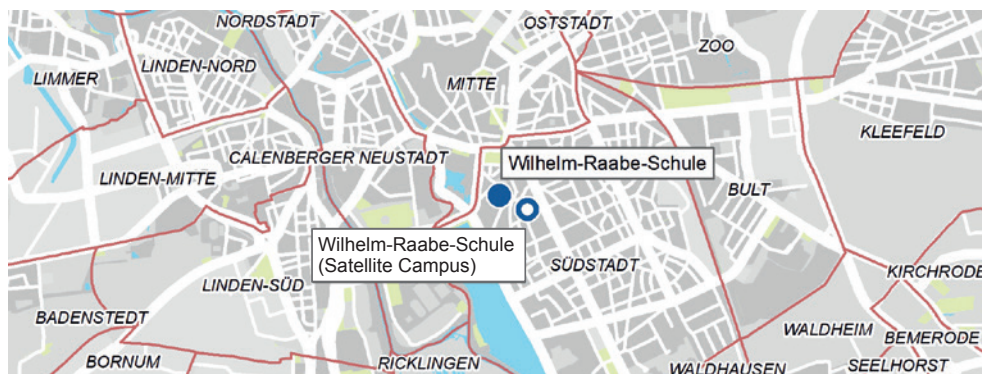 NORDSTADT
OSTSTADT
ZOO
LINDEN-NORD
LIMMER
MITTE
KLEEFELD
CALENBERGER NEUSTADT
Wilhelm-Raabe-Schule
LINDEN-MITTE
BULT
Wilhelm-Raabe-Schule
(Satellite Campus)
SÜDSTADT
KIRCHRODE
LINDEN-SÜD
BADENSTEDT
WALDHEIM
BEMERODE
BORNUM
RICKLINGEN
WALDHAUSEN
SEELHORST